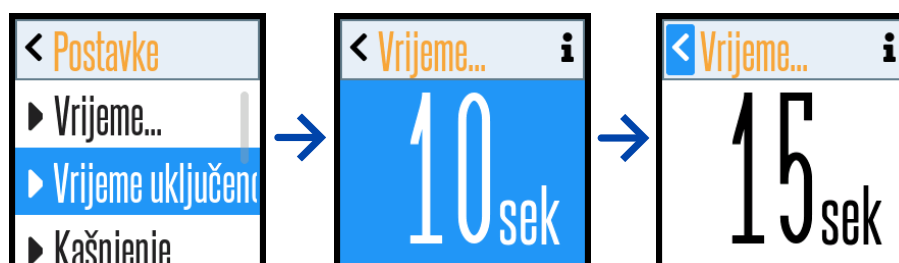 Postavke
Vrijeme...
Vrijeme uključeno
Kašnjenje
Vrijeme...
10 sek
Vrijeme...
15 sek